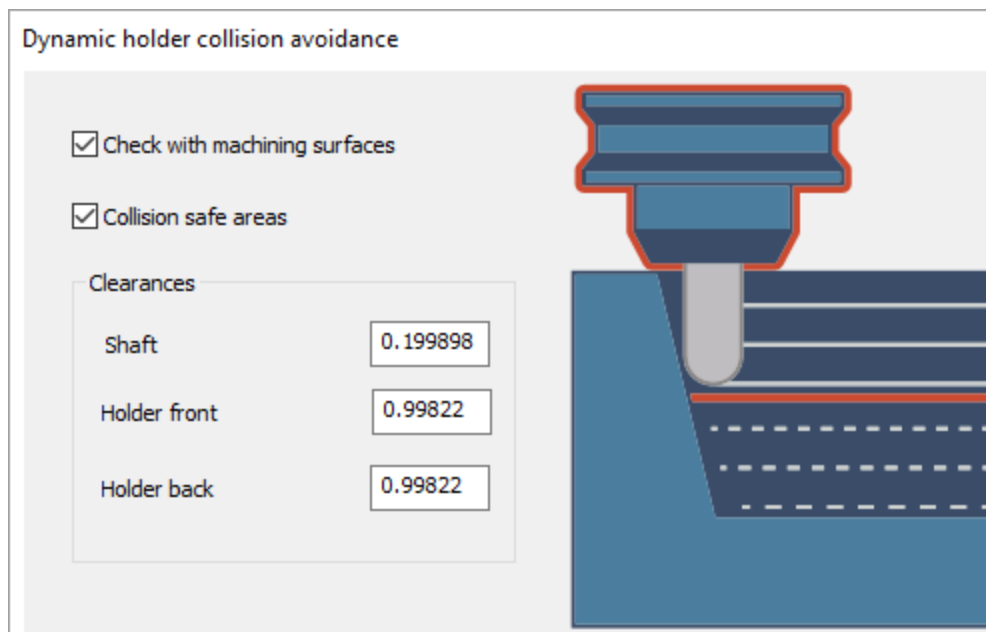 Dynamic holder collision avoidance
Check with machining surfaces
Collision safe areas
Clearances
Shaft 0.199898
Holder front 0.99822
Holder back 0.99822